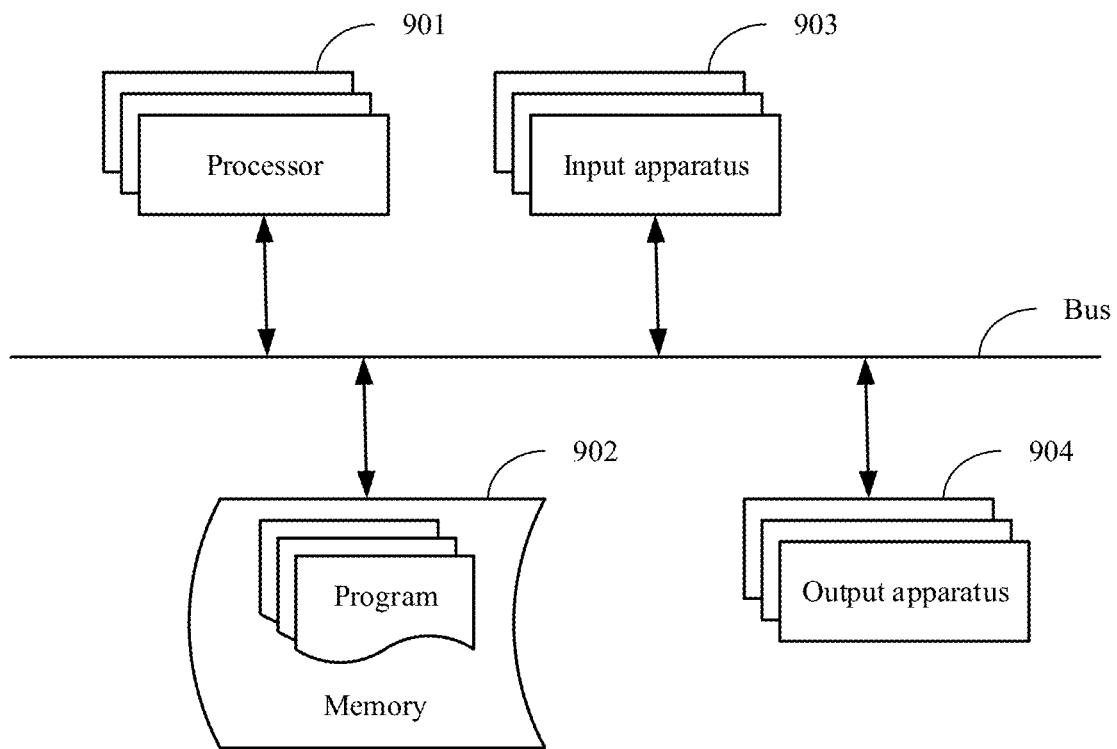 901
903
Processor
Input apparatus
Bus
902
904
Program
Output apparatus
Memory